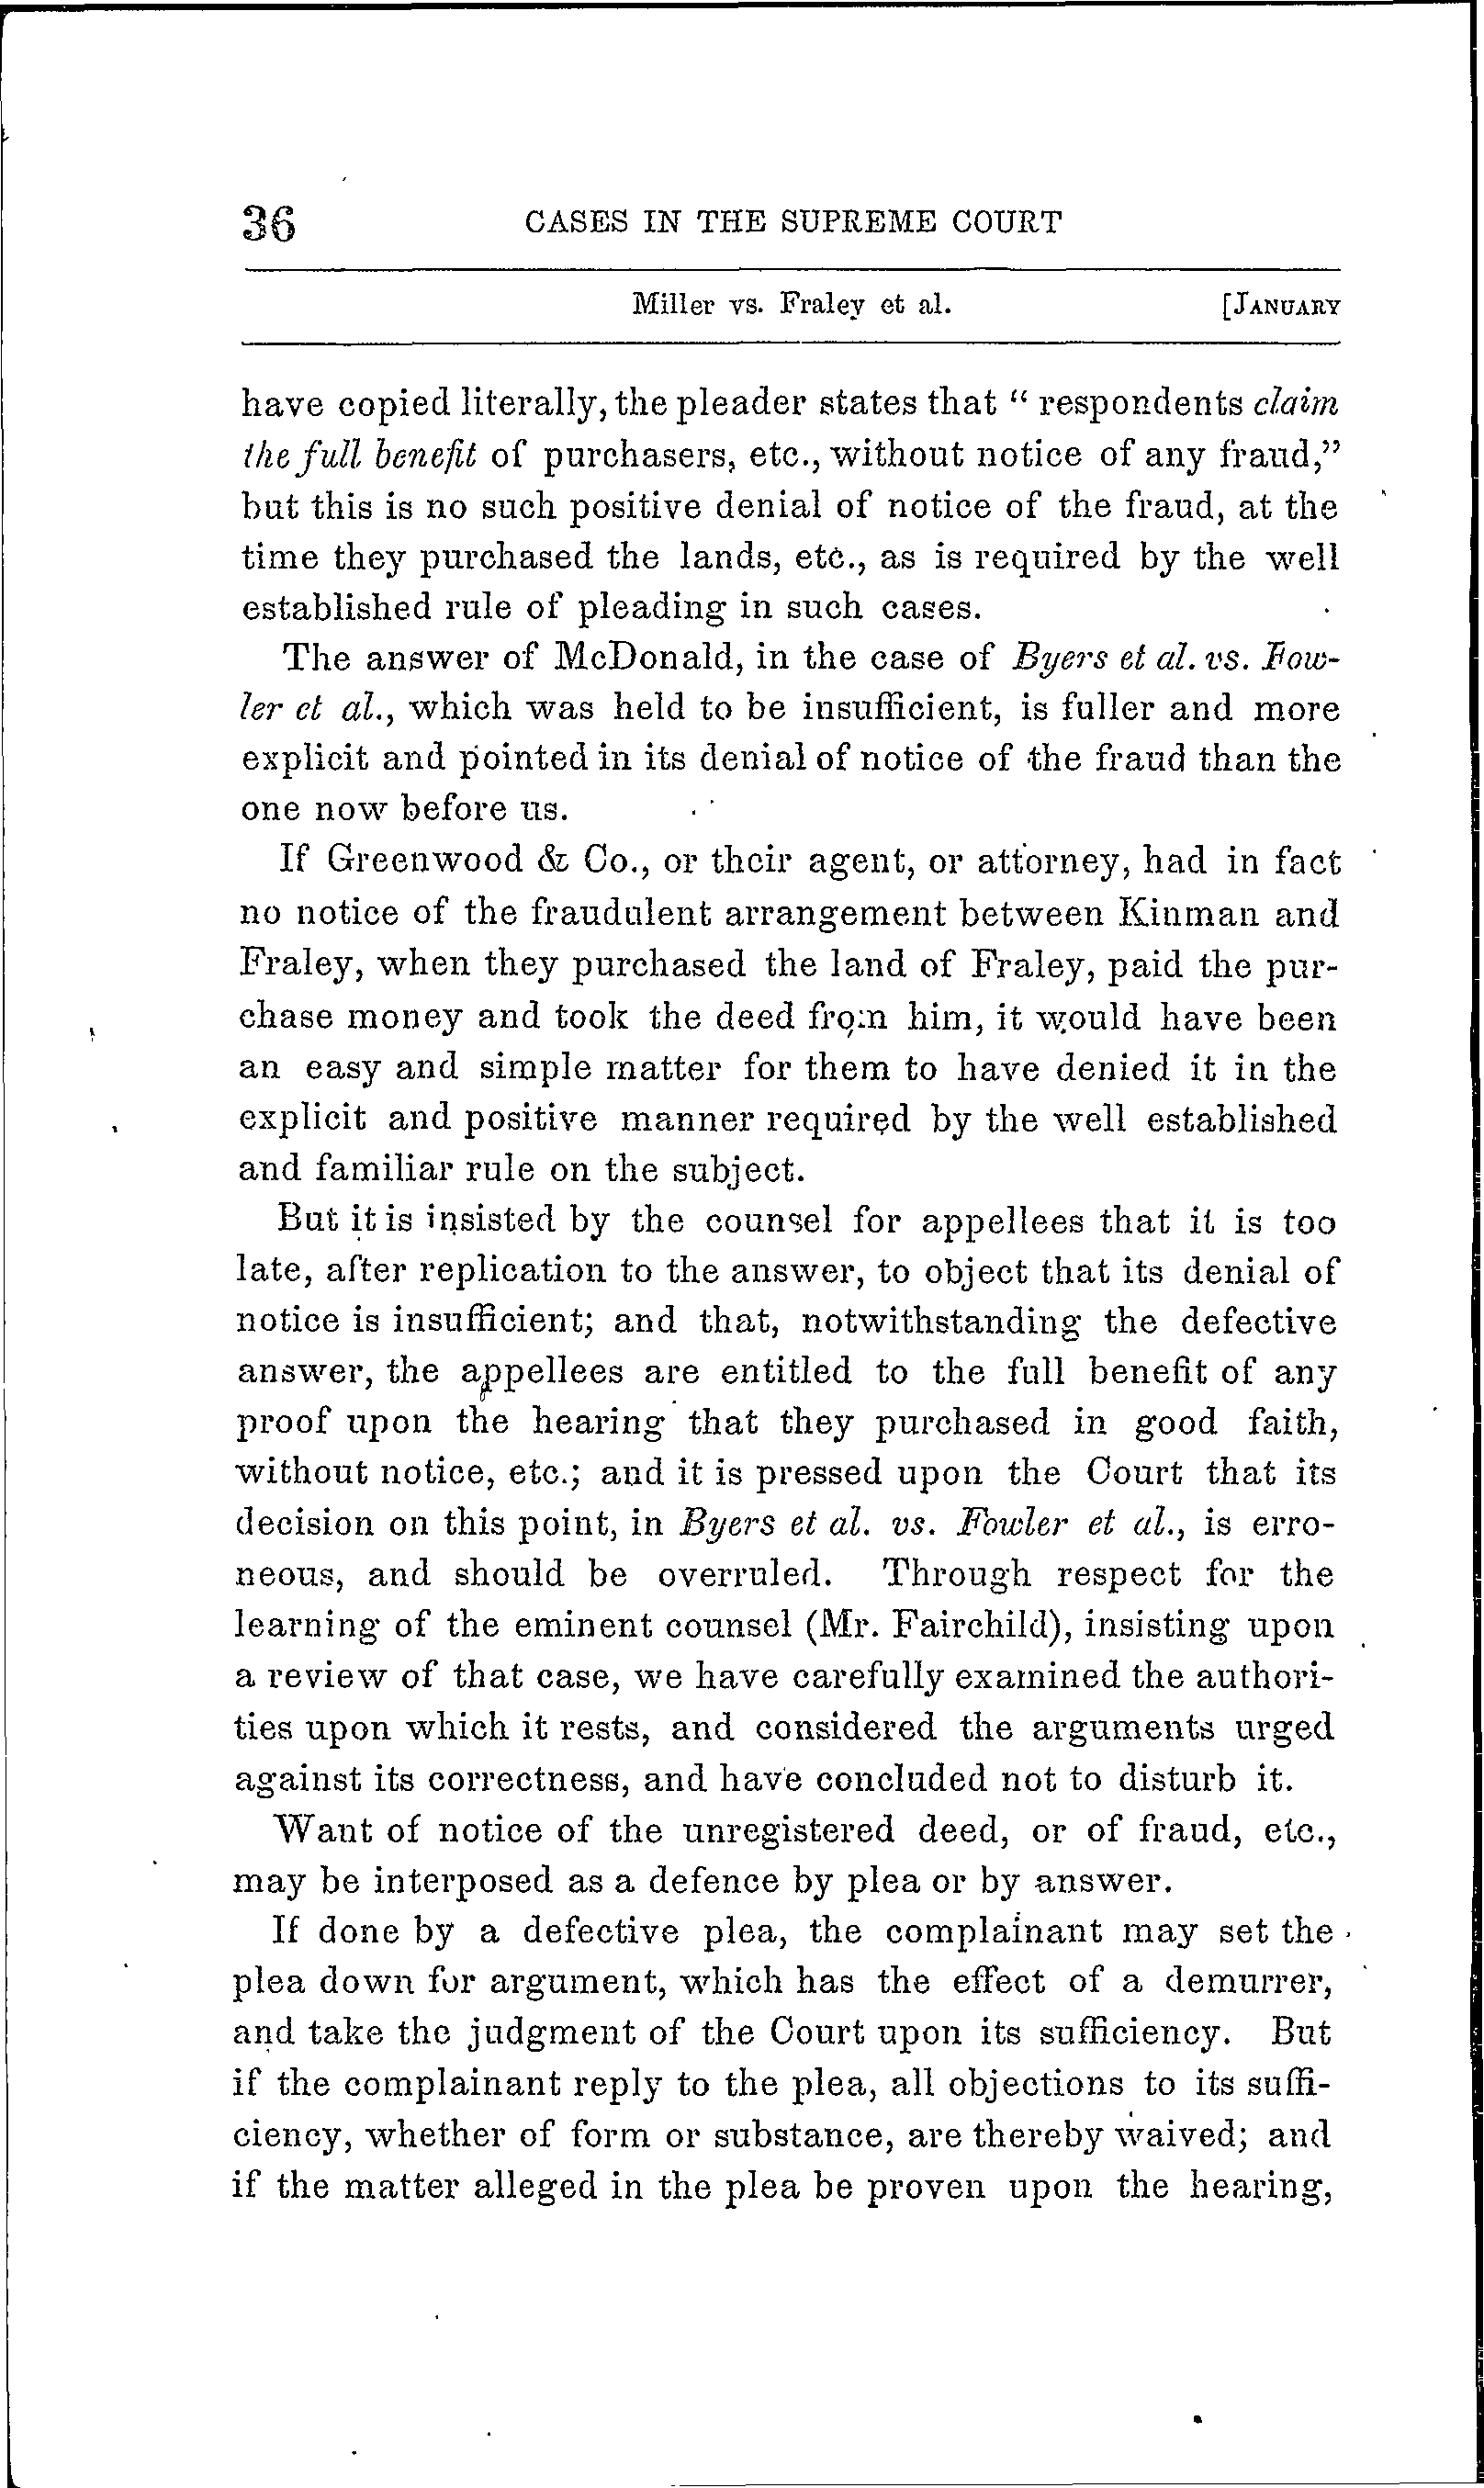 36 CASES IN THE SUPREME COURT
Miller vs. Fraley et al. [JANUARY
have copied literally, the pleader states that “ respondents claim
the full benefit of purchasers, etc., without notice of any fraud,”
but this is no such positive denial of notice of the fraud, at the
time they purchased the lands, etc., as is required by the well
established rule of pleading in such cases.
The answer of McDonald, in the case of Byers et al. vs. Fow-
ler et al., which was held to be insufficient, is fuller and more
explicit and pointed in its denial of notice of the fraud than the
one now before us.
If Greenwood & Co., or their agent, or attorney, had in fact
no notice of the fraudulent arrangement between Kinman and
Fraley, when they purchased the land of Fraley, paid the pur-
chase money and took the deed from him, it would have been
an easy and simple matter for them to have denied it in the
explicit and positive manner required by the well established
and familiar rule on the subject.
But it is insisted by the counsel for appellees that it is too
late, after replication to the answer, to object that its denial of
notice is insufficient; and that, notwithstanding the defective
answer, the appellees are entitled to the full benefit of any
proof upon the hearing that they purchased in good faith,
without notice, etc.; and it is pressed upon the Court that its
decision on this point, in Byers et al. vs. Fowler et al., is erro-
neous, and should be overruled. Through respect for the
learning of the eminent counsel (Mr. Fairchild), insisting upon
a review of that case, we have carefully examined the authori-
ties upon which it rests, and considered the arguments urged
against its correctness, and have concluded not to disturb it.
Want of notice of the unregistered deed, or of fraud, etc.,
may be interposed as a defence by plea or by answer.
If done by a defective plea, the complainant may set the
plea down for argument, which has the effect of a demurrer,
and take the judgment of the Court upon its sufficiency. But
if the complainant reply to the plea, all objections to its suffi-
ciency, whether of form or substance, are thereby waived; and
if the matter alleged in the plea be proven upon the hearing,